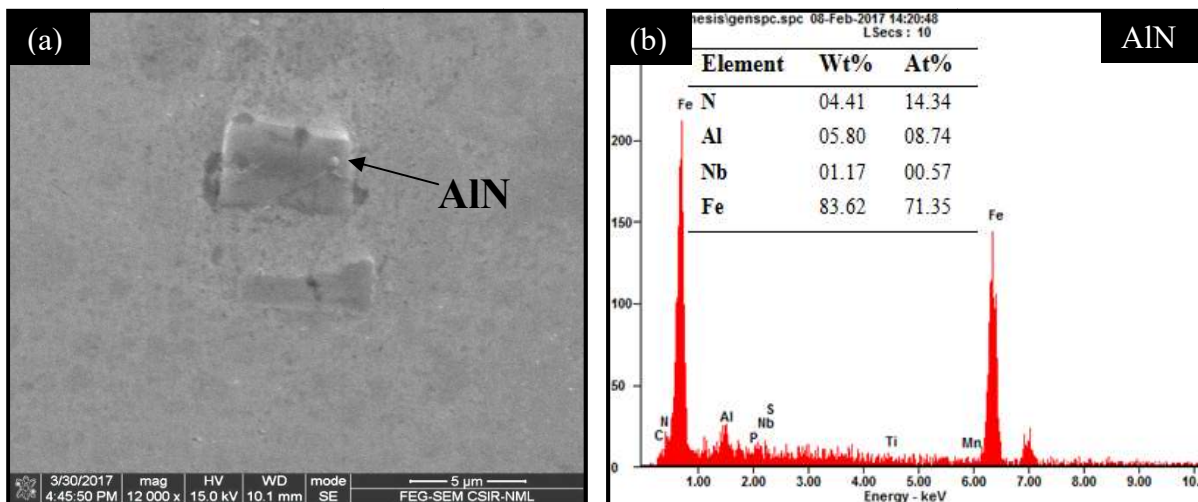 (a)
AlN
3/30/2017 mag HV WD mode 5 µm
4:45:50 PM 12 000 x 15.0 kV 10.1 mm SE FEG-SEM CSIR-NML
(b)
hesis\genspc.spc 08-Feb-2017 14:20:48
LSecs : 10
AlN
Element Wt% At%
N 04.41 14.34
Al 05.80 08.74
Nb 01.17 00.57
Fe 83.62 71.35
Fe
Fe
200
150
100
50
0
C N Al P Nb S Ti Mn
1.00 2.00 3.00 4.00 5.00 6.00 7.00 8.00 9.00
Energy - keV